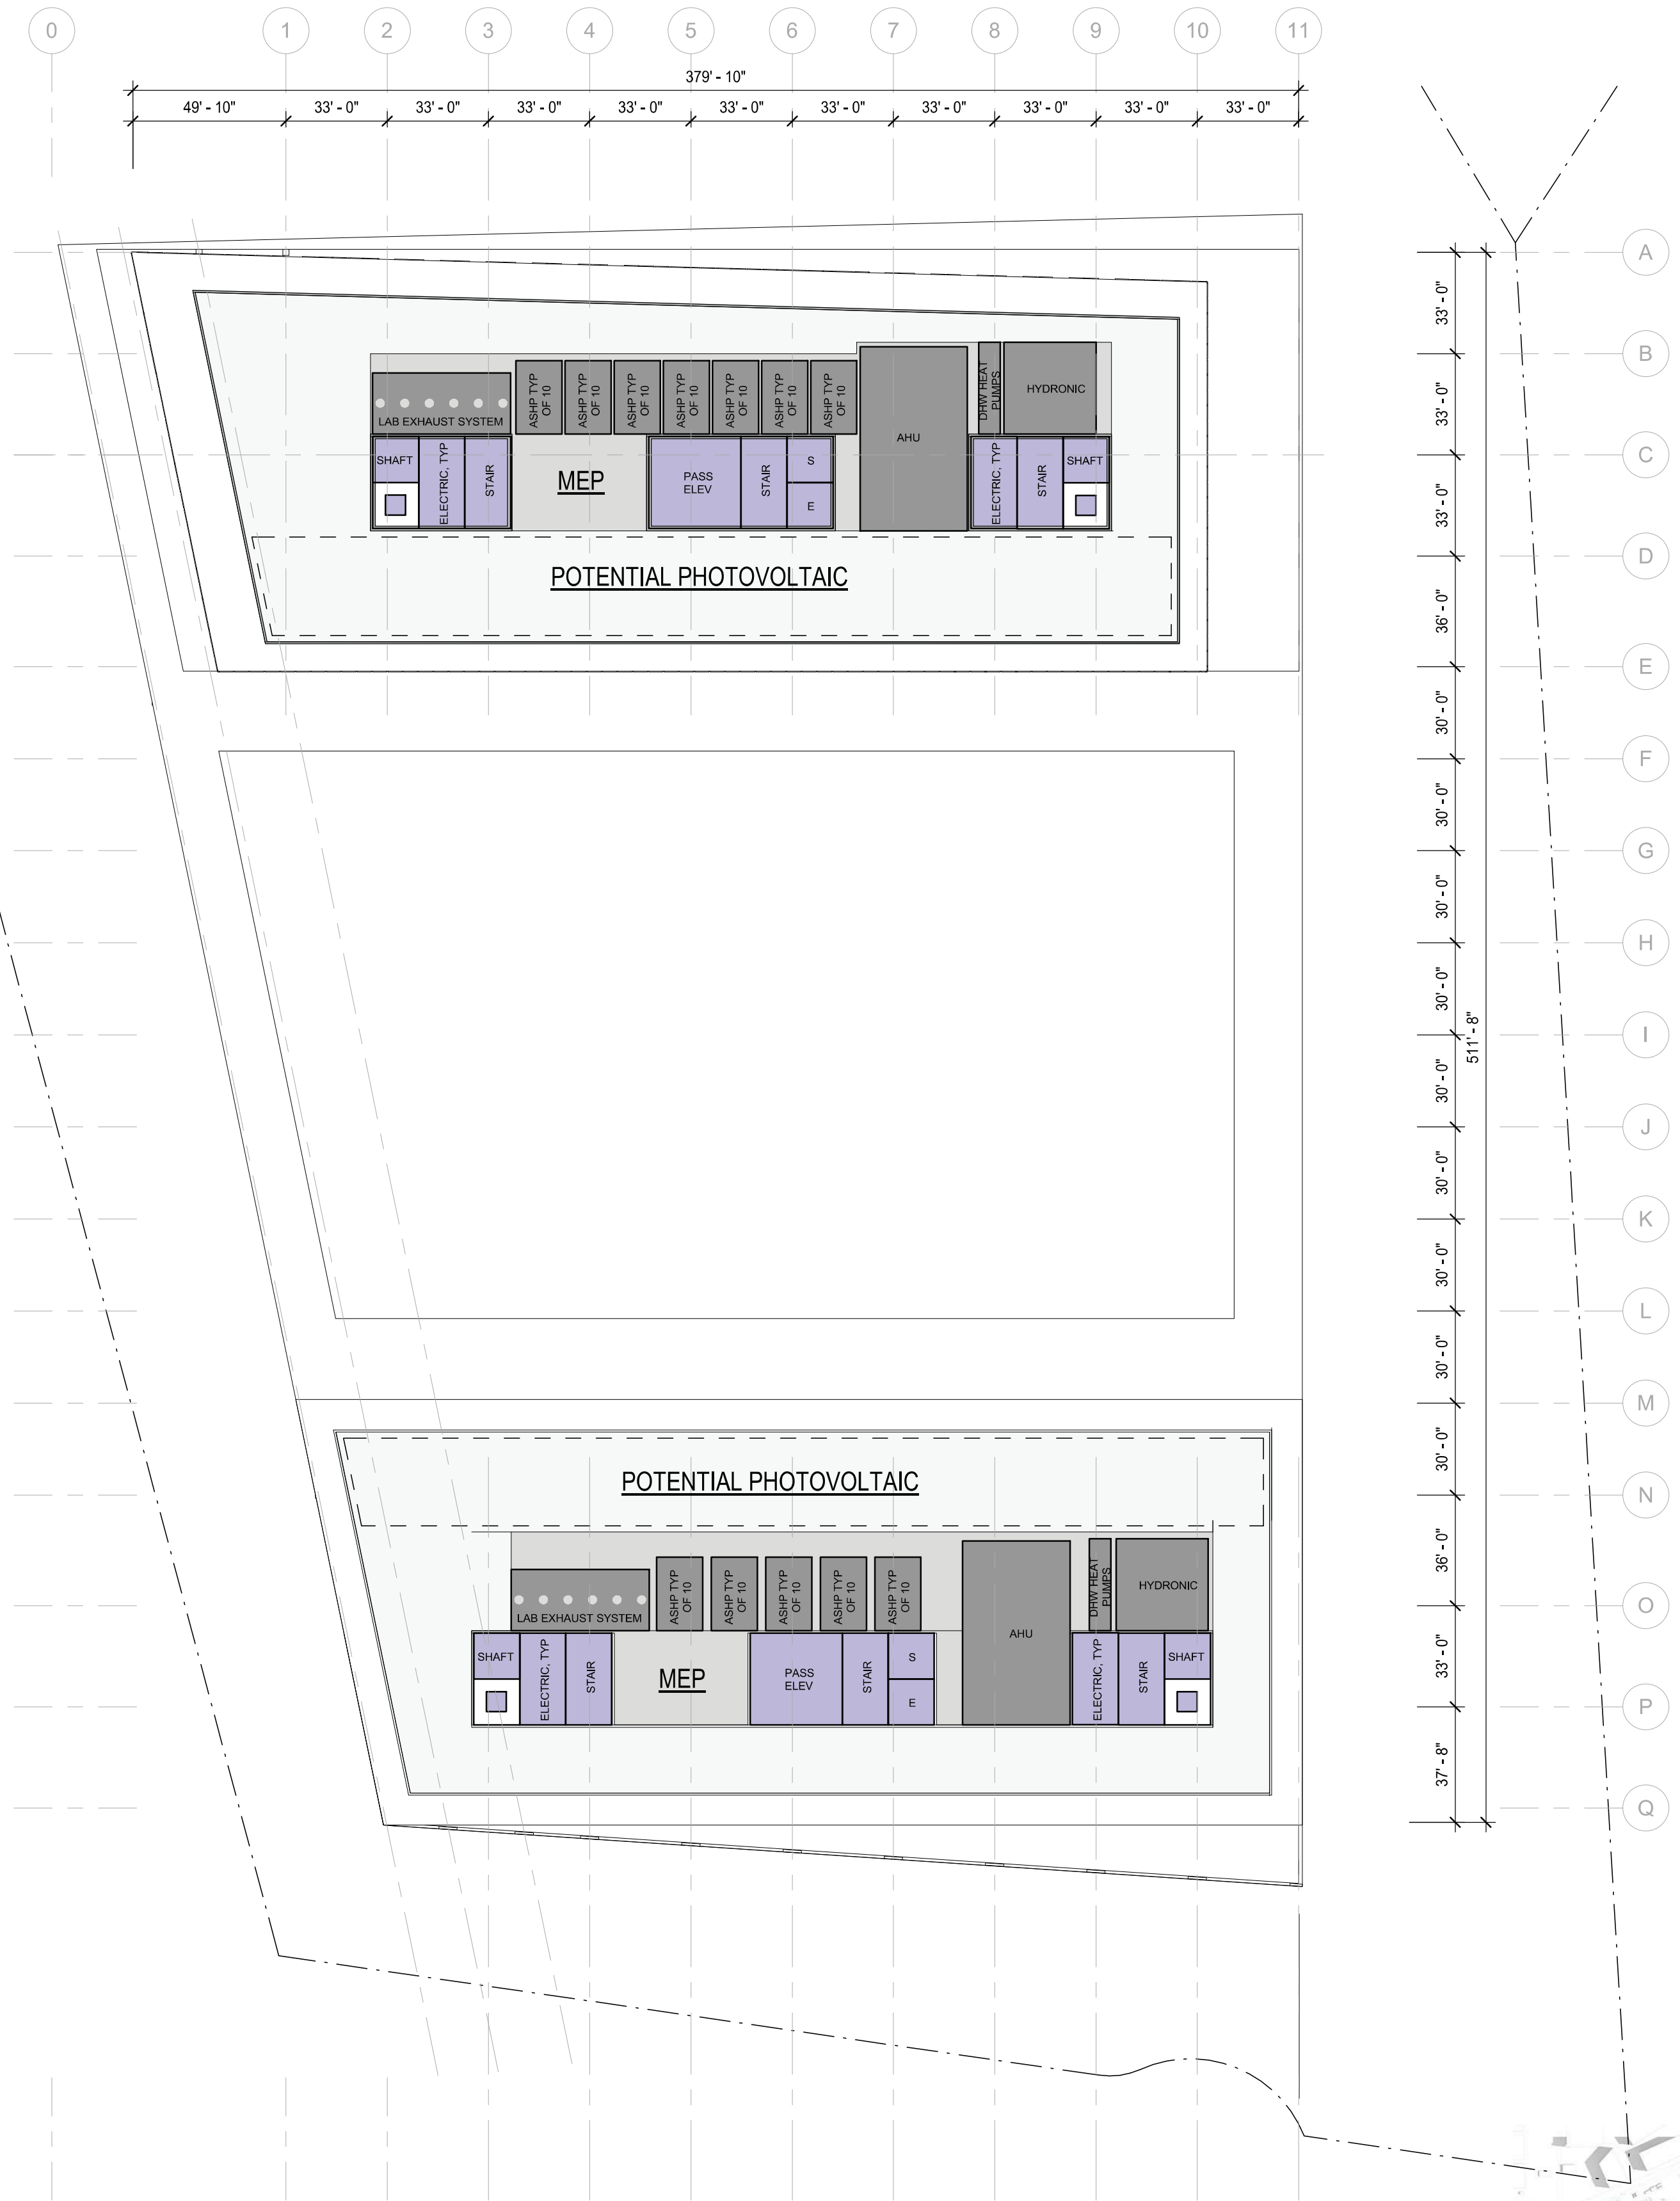 0 1 2 3 4 5 6 7 8 9 10 11
379' - 10"
49' - 10" 33' - 0" 33' - 0" 33' - 0" 33' - 0" 33' - 0" 33' - 0" 33' - 0" 33' - 0" 33' - 0" 33' - 0"
LAB EXHAUST SYSTEM
ASHP TYP
OF 10
ASHP TYP
OF 10
ASHP TYP
OF 10
ASHP TYP
OF 10
ASHP TYP
OF 10
ASHP TYP
OF 10
ASHP TYP
OF 10
AHU
DHW HEAT
PUMPS
HYDRONIC
SHAFT
ELECTRIC, TYP
STAIR
MEP
PASS
ELEV
STAIR
S
E
ELECTRIC, TYP
STAIR
SHAFT
POTENTIAL PHOTOVOLTAIC
POTENTIAL PHOTOVOLTAIC
LAB EXHAUST SYSTEM
ASHP TYP
OF 10
ASHP TYP
OF 10
ASHP TYP
OF 10
ASHP TYP
OF 10
ASHP TYP
OF 10
AHU
DHW HEAT
PUMPS
HYDRONIC
SHAFT
ELECTRIC, TYP
STAIR
MEP
PASS
ELEV
STAIR
S
E
ELECTRIC, TYP
STAIR
SHAFT
A
33' - 0"
B
33' - 0"
C
33' - 0"
D
36' - 0"
E
30' - 0"
F
30' - 0"
G
30' - 0"
H
30' - 0"
I
511' - 8"
30' - 0"
J
30' - 0"
K
30' - 0"
L
30' - 0"
M
30' - 0"
N
36' - 0"
O
33' - 0"
P
37' - 8"
Q